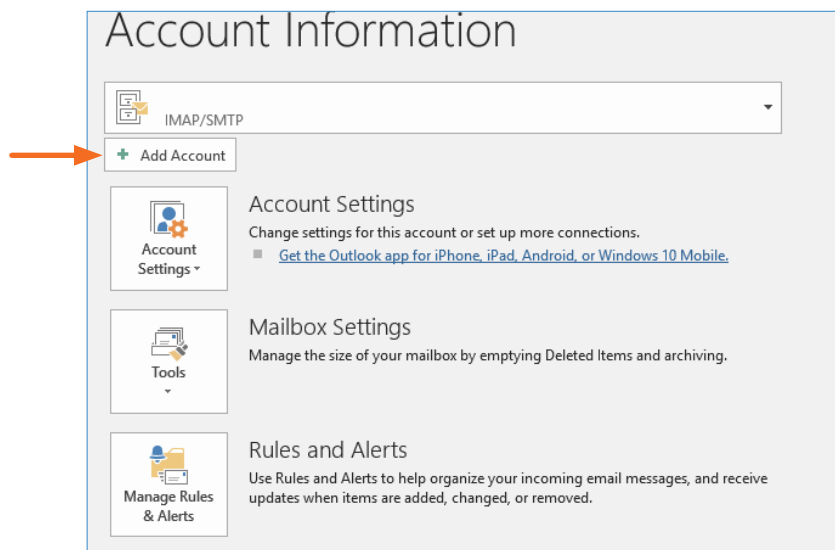 Account Information
IMAP/SMTP
Add Account
Account Settings
Account
Settings
Change settings for this account or set up more connections.
Get the Outlook app for iPhone, iPad, Android, or Windows 10 Mobile.
Mailbox Settings
Tools
Manage the size of your mailbox by emptying Deleted Items and archiving.
Rules and Alerts
Manage Rules
& Alerts
Use Rules and Alerts to help organize your incoming email messages, and receive
updates when items are added, changed, or removed.